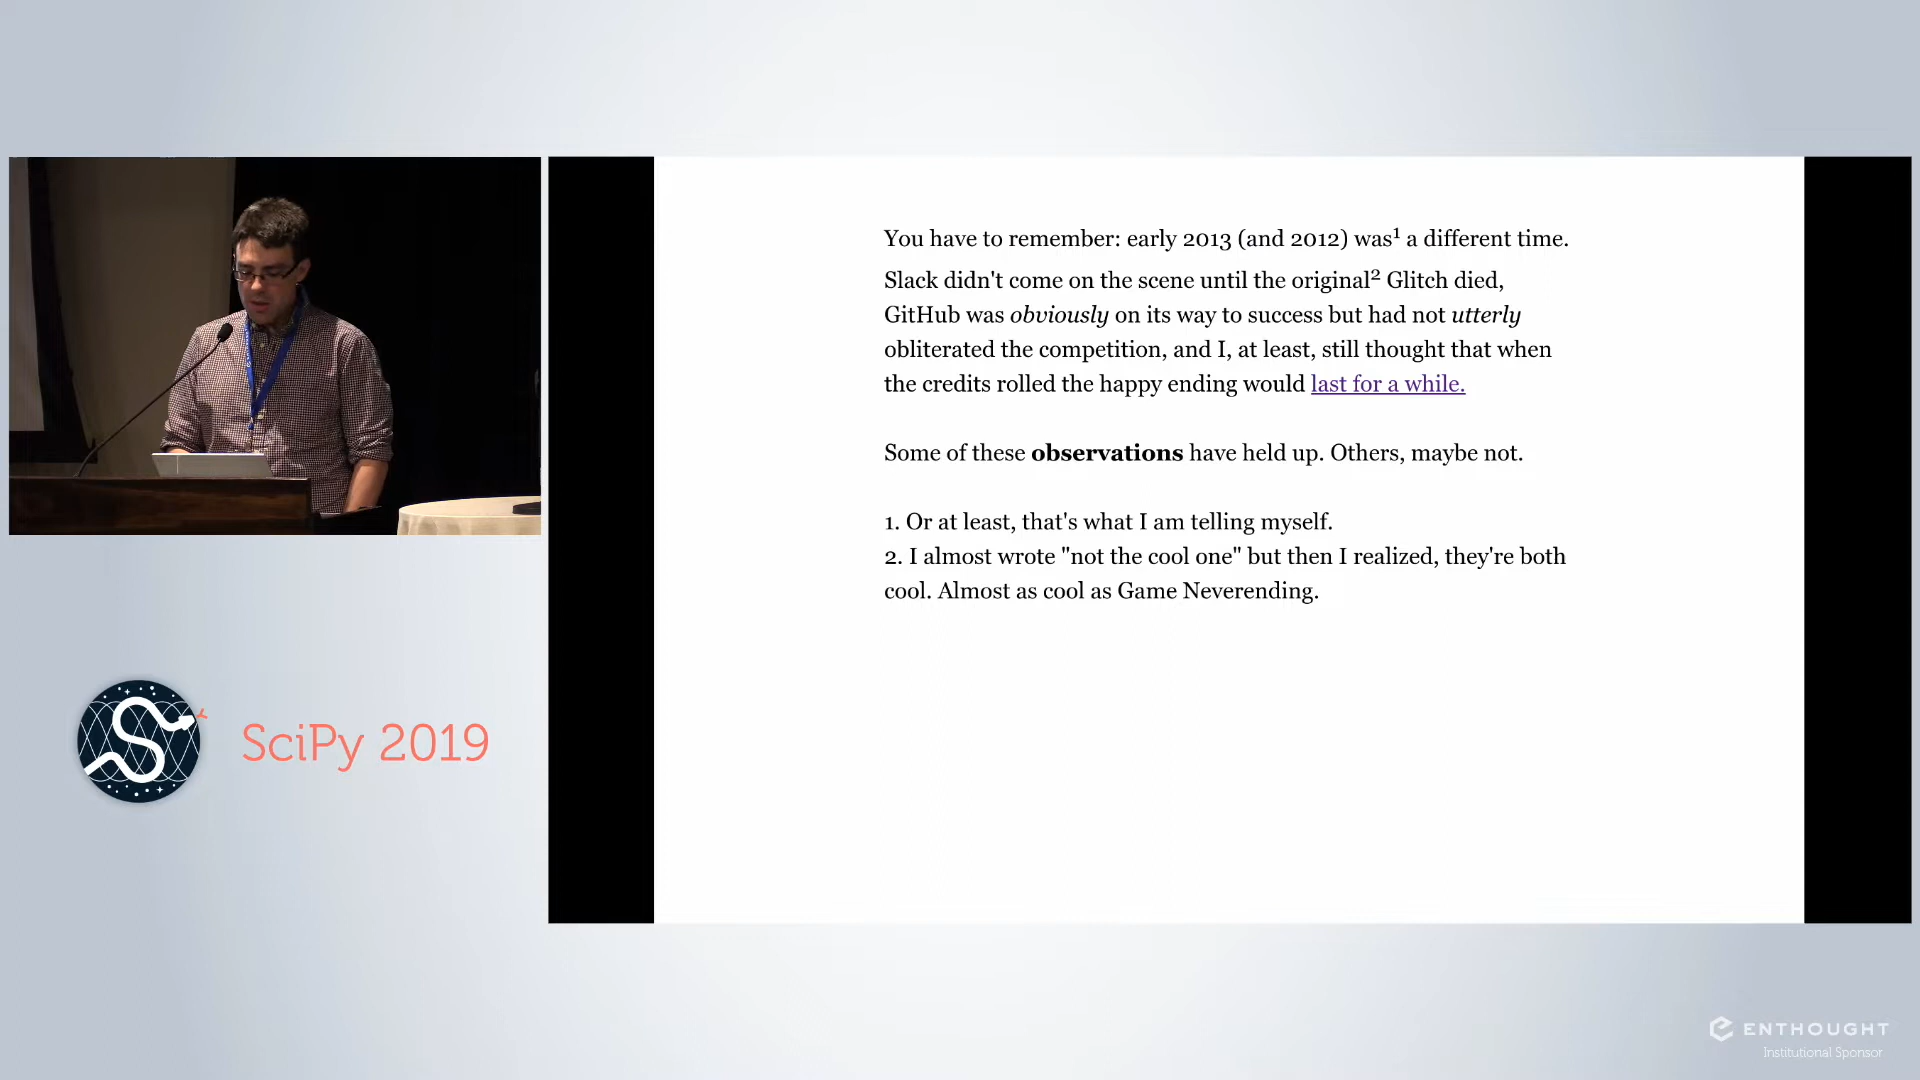 You have to remember: early 2013 (and 2012) was¹ a different time.
Slack didn't come on the scene until the original² Glitch died,
GitHub was obviously on its way to success but had not utterly
obliterated the competition, and I, at least, still thought that when
the credits rolled the happy ending would last for a while.
Some of these observations have held up. Others, maybe not.
1. Or at least, that's what I am telling myself.
2. I almost wrote "not the cool one" but then I realized, they're both
cool. Almost as cool as Game Neverending.
SciPy 2019
ENTHOUGHT
Institutional Sponsor